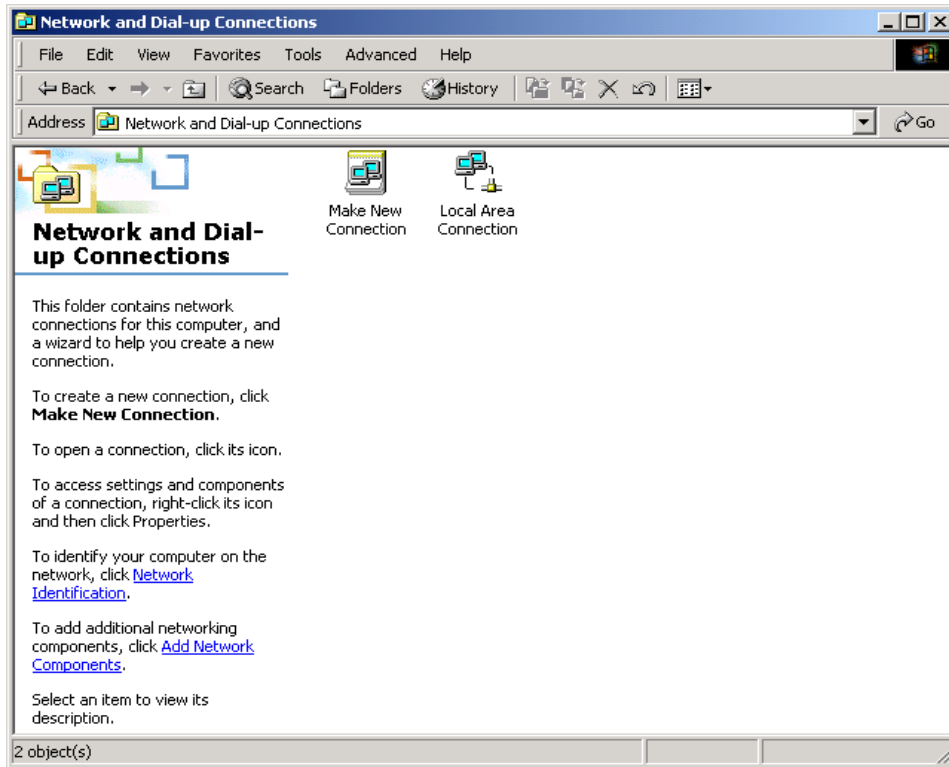 Network and Dial-up Connections
File Edit View Favorites Tools Advanced Help
Back Search Folders History
Address Network and Dial-up Connections Go
Network and Dial-
up Connections
This folder contains network
connections for this computer, and
a wizard to help you create a new
connection.
To create a new connection, click
Make New Connection.
To open a connection, click its icon.
To access settings and components
of a connection, right-click its icon
and then click Properties.
To identify your computer on the
network, click Network
Identification.
To add additional networking
components, click Add Network
Components.
Select an item to view its
description.
Make New
Connection
Local Area
Connection
2 object(s)